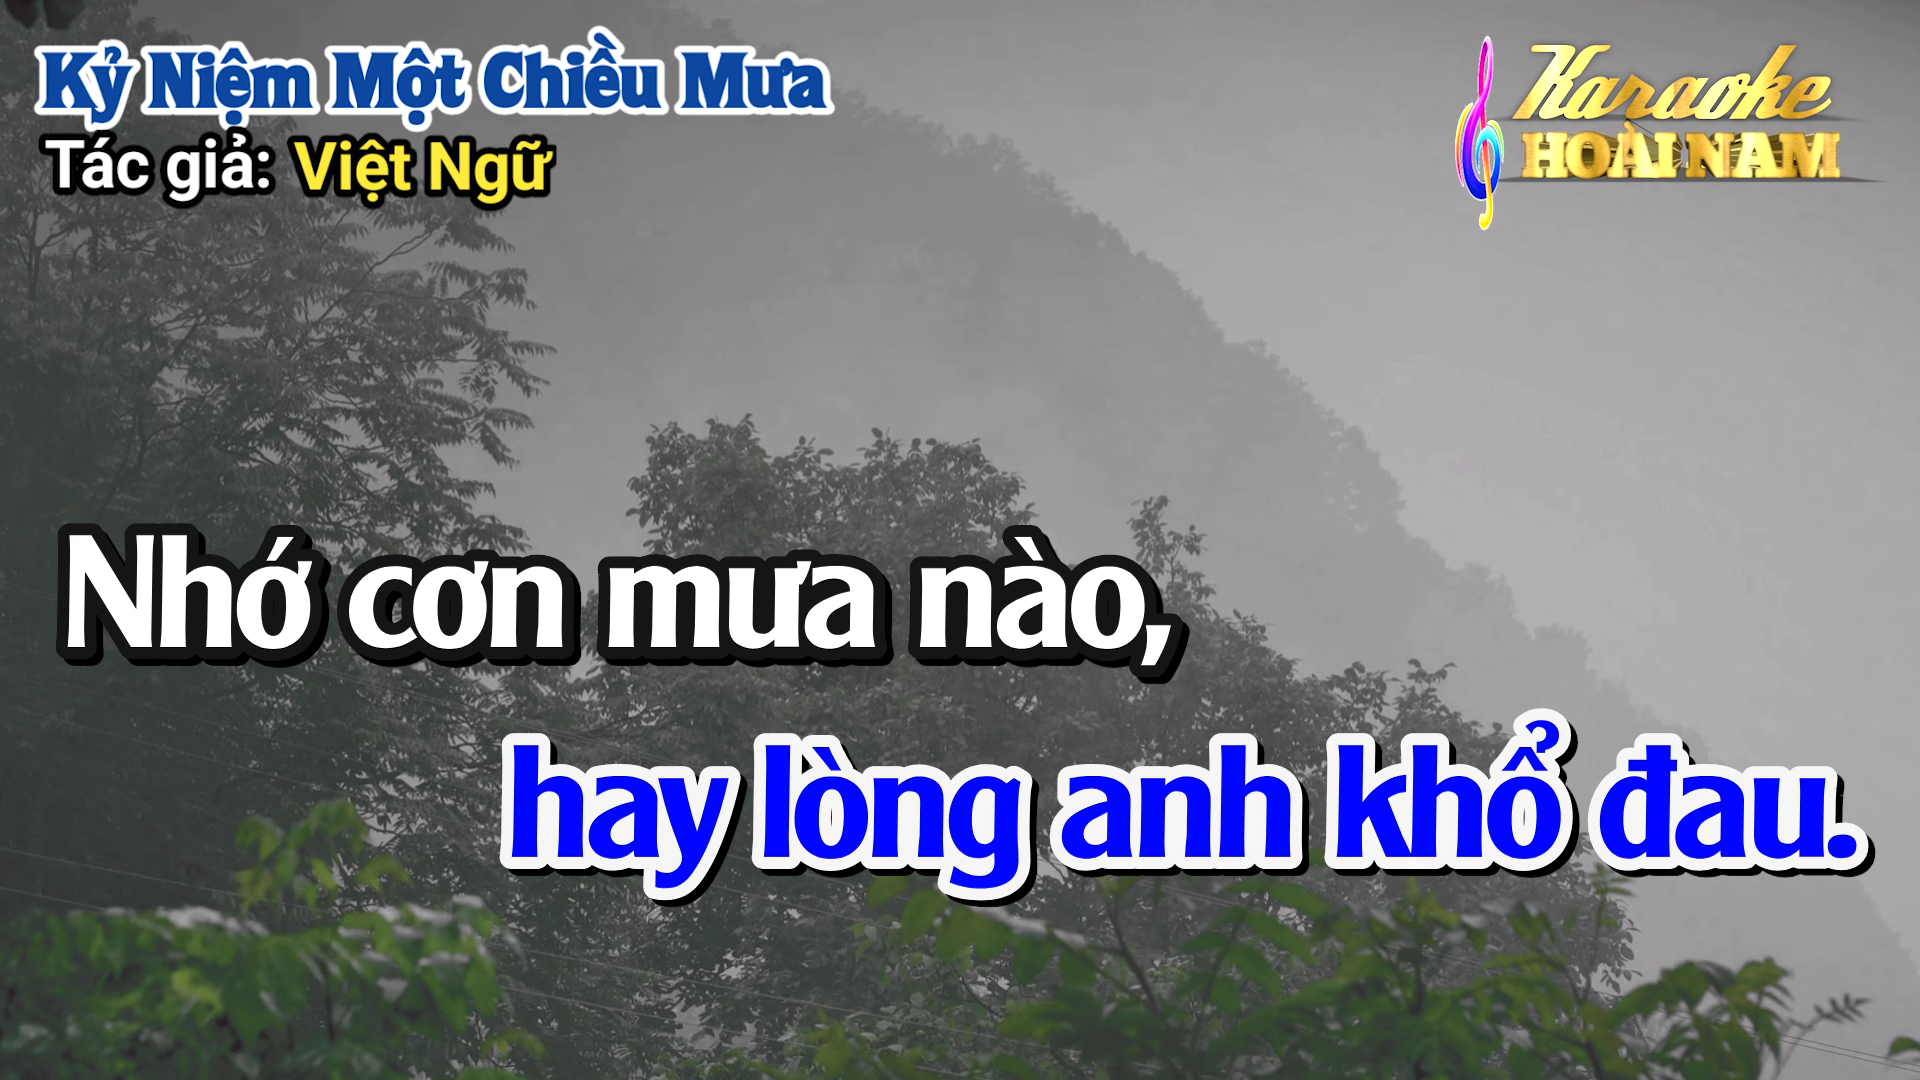 Kỷ Niệm Một Chiều Mưa
Tác giả: Việt Ngữ
Karaoke
HOÀI NAM
Nhớ cơn mưa nào,
hay lòng anh khổ đau.